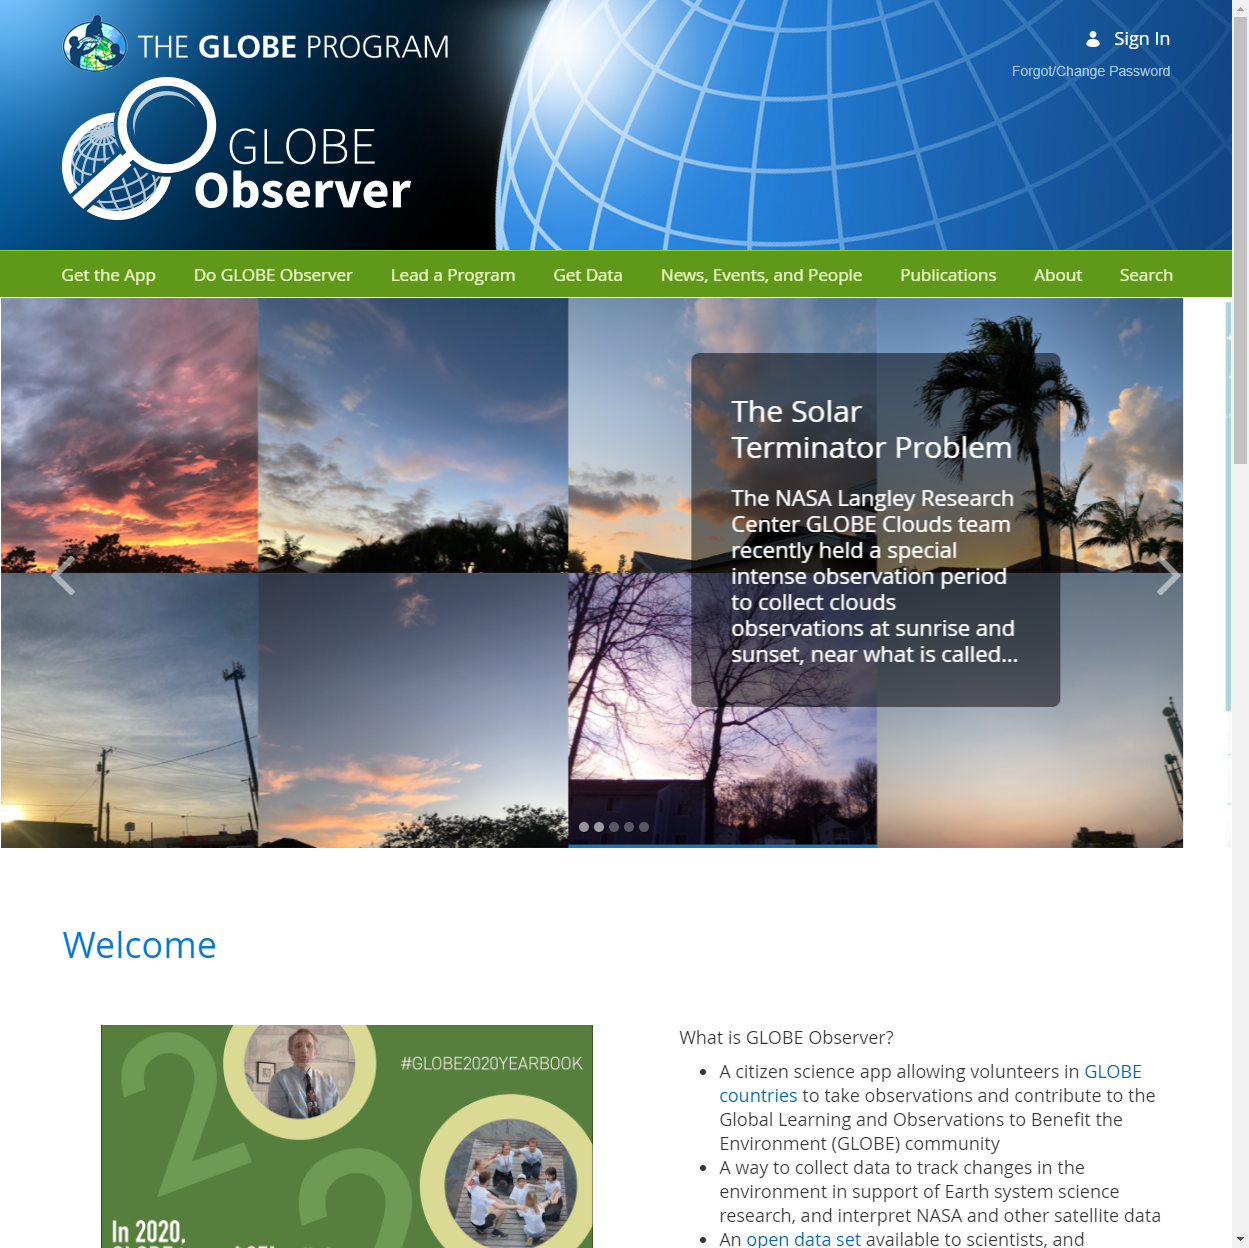 THE GLOBE PROGRAM
Sign In
Forgot/Change Password
GLOBE
Observer
Get the App
Do GLOBE Observer
Lead a Program
Get Data
News, Events, and People
Publications
About
Search
The Solar
Terminator Problem
The NASA Langley Research
Center GLOBE Clouds team
recently held a special
intense observation period
to collect clouds
observations at sunrise and
sunset, near what is called...
Welcome
2
#GLOBE2020YEARBOOK
2
In 2020,
What is GLOBE Observer?
• A citizen science app allowing volunteers in GLOBE
countries to take observations and contribute to the
Global Learning and Observations to Benefit the
Environment (GLOBE) community
• A way to collect data to track changes in the
environment in support of Earth system science
research, and interpret NASA and other satellite data
• An open data set available to scientists, and